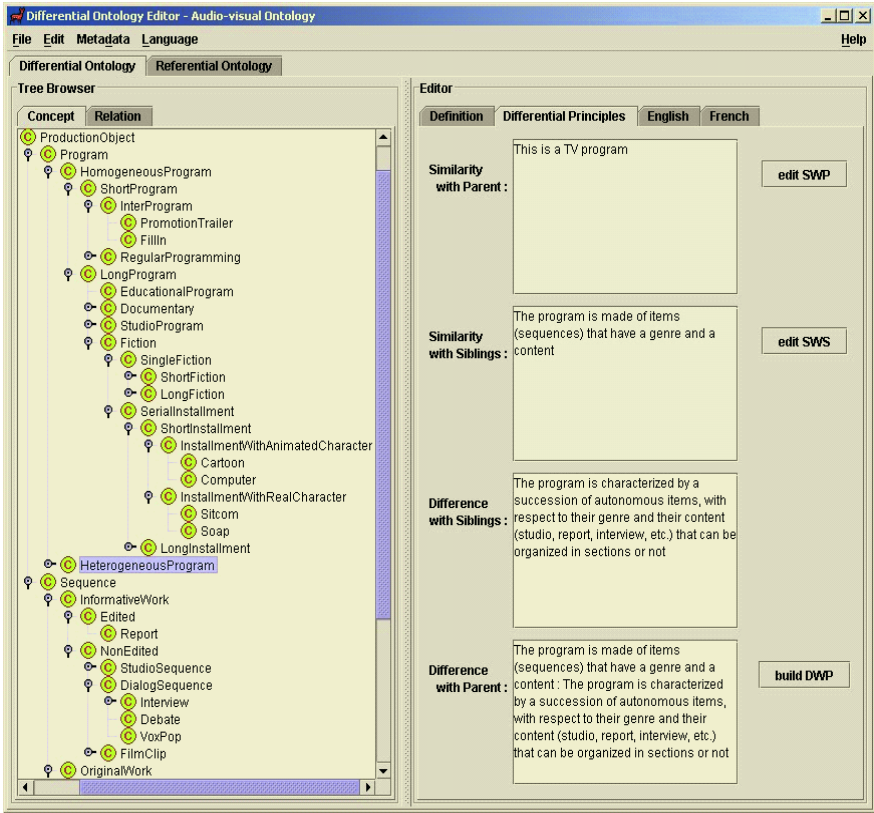 Differential Ontology Editor - Audio-visual Ontology
File Edit Metadata Language Help
Differential Ontology Referential Ontology
Tree Browser
Concept Relation
C ProductionObject
C Program
C HomogeneousProgram
C ShortProgram
C InterProgram
C PromotionTrailer
C FillIn
C RegularProgramming
C LongProgram
C EducationalProgram
C Documentary
C StudioProgram
C Fiction
C SingleFiction
C ShortFiction
C LongFiction
C SerialInstallment
C ShortInstallment
C InstallmentWithAnimatedCharacter
C Cartoon
C Computer
C InstallmentWithRealCharacter
C Sitcom
C Soap
C LongInstallment
C HeterogeneousProgram
C Sequence
C InformativeWork
C Edited
C Report
C NonEdited
C StudioSequence
C DialogSequence
C Interview
C Debate
C VoxPop
C FilmClip
C OriginalWork
Editor
Definition Differential Principles English French
Similarity
with Parent :
This is a TV program
edit SWP
Similarity
with Siblings :
The program is made of items
(sequences) that have a genre and a
content
edit SWS
Difference
with Siblings :
The program is characterized by a
succession of autonomous items, with
respect to their genre and their content
(studio, report, interview, etc.) that can be
organized in sections or not
Difference
with Parent :
The program is made of items
(sequences) that have a genre and a
content : The program is characterized
by a succession of autonomous items,
with respect to their genre and their
content (studio, report, interview, etc.)
that can be organized in sections or not
build DWP